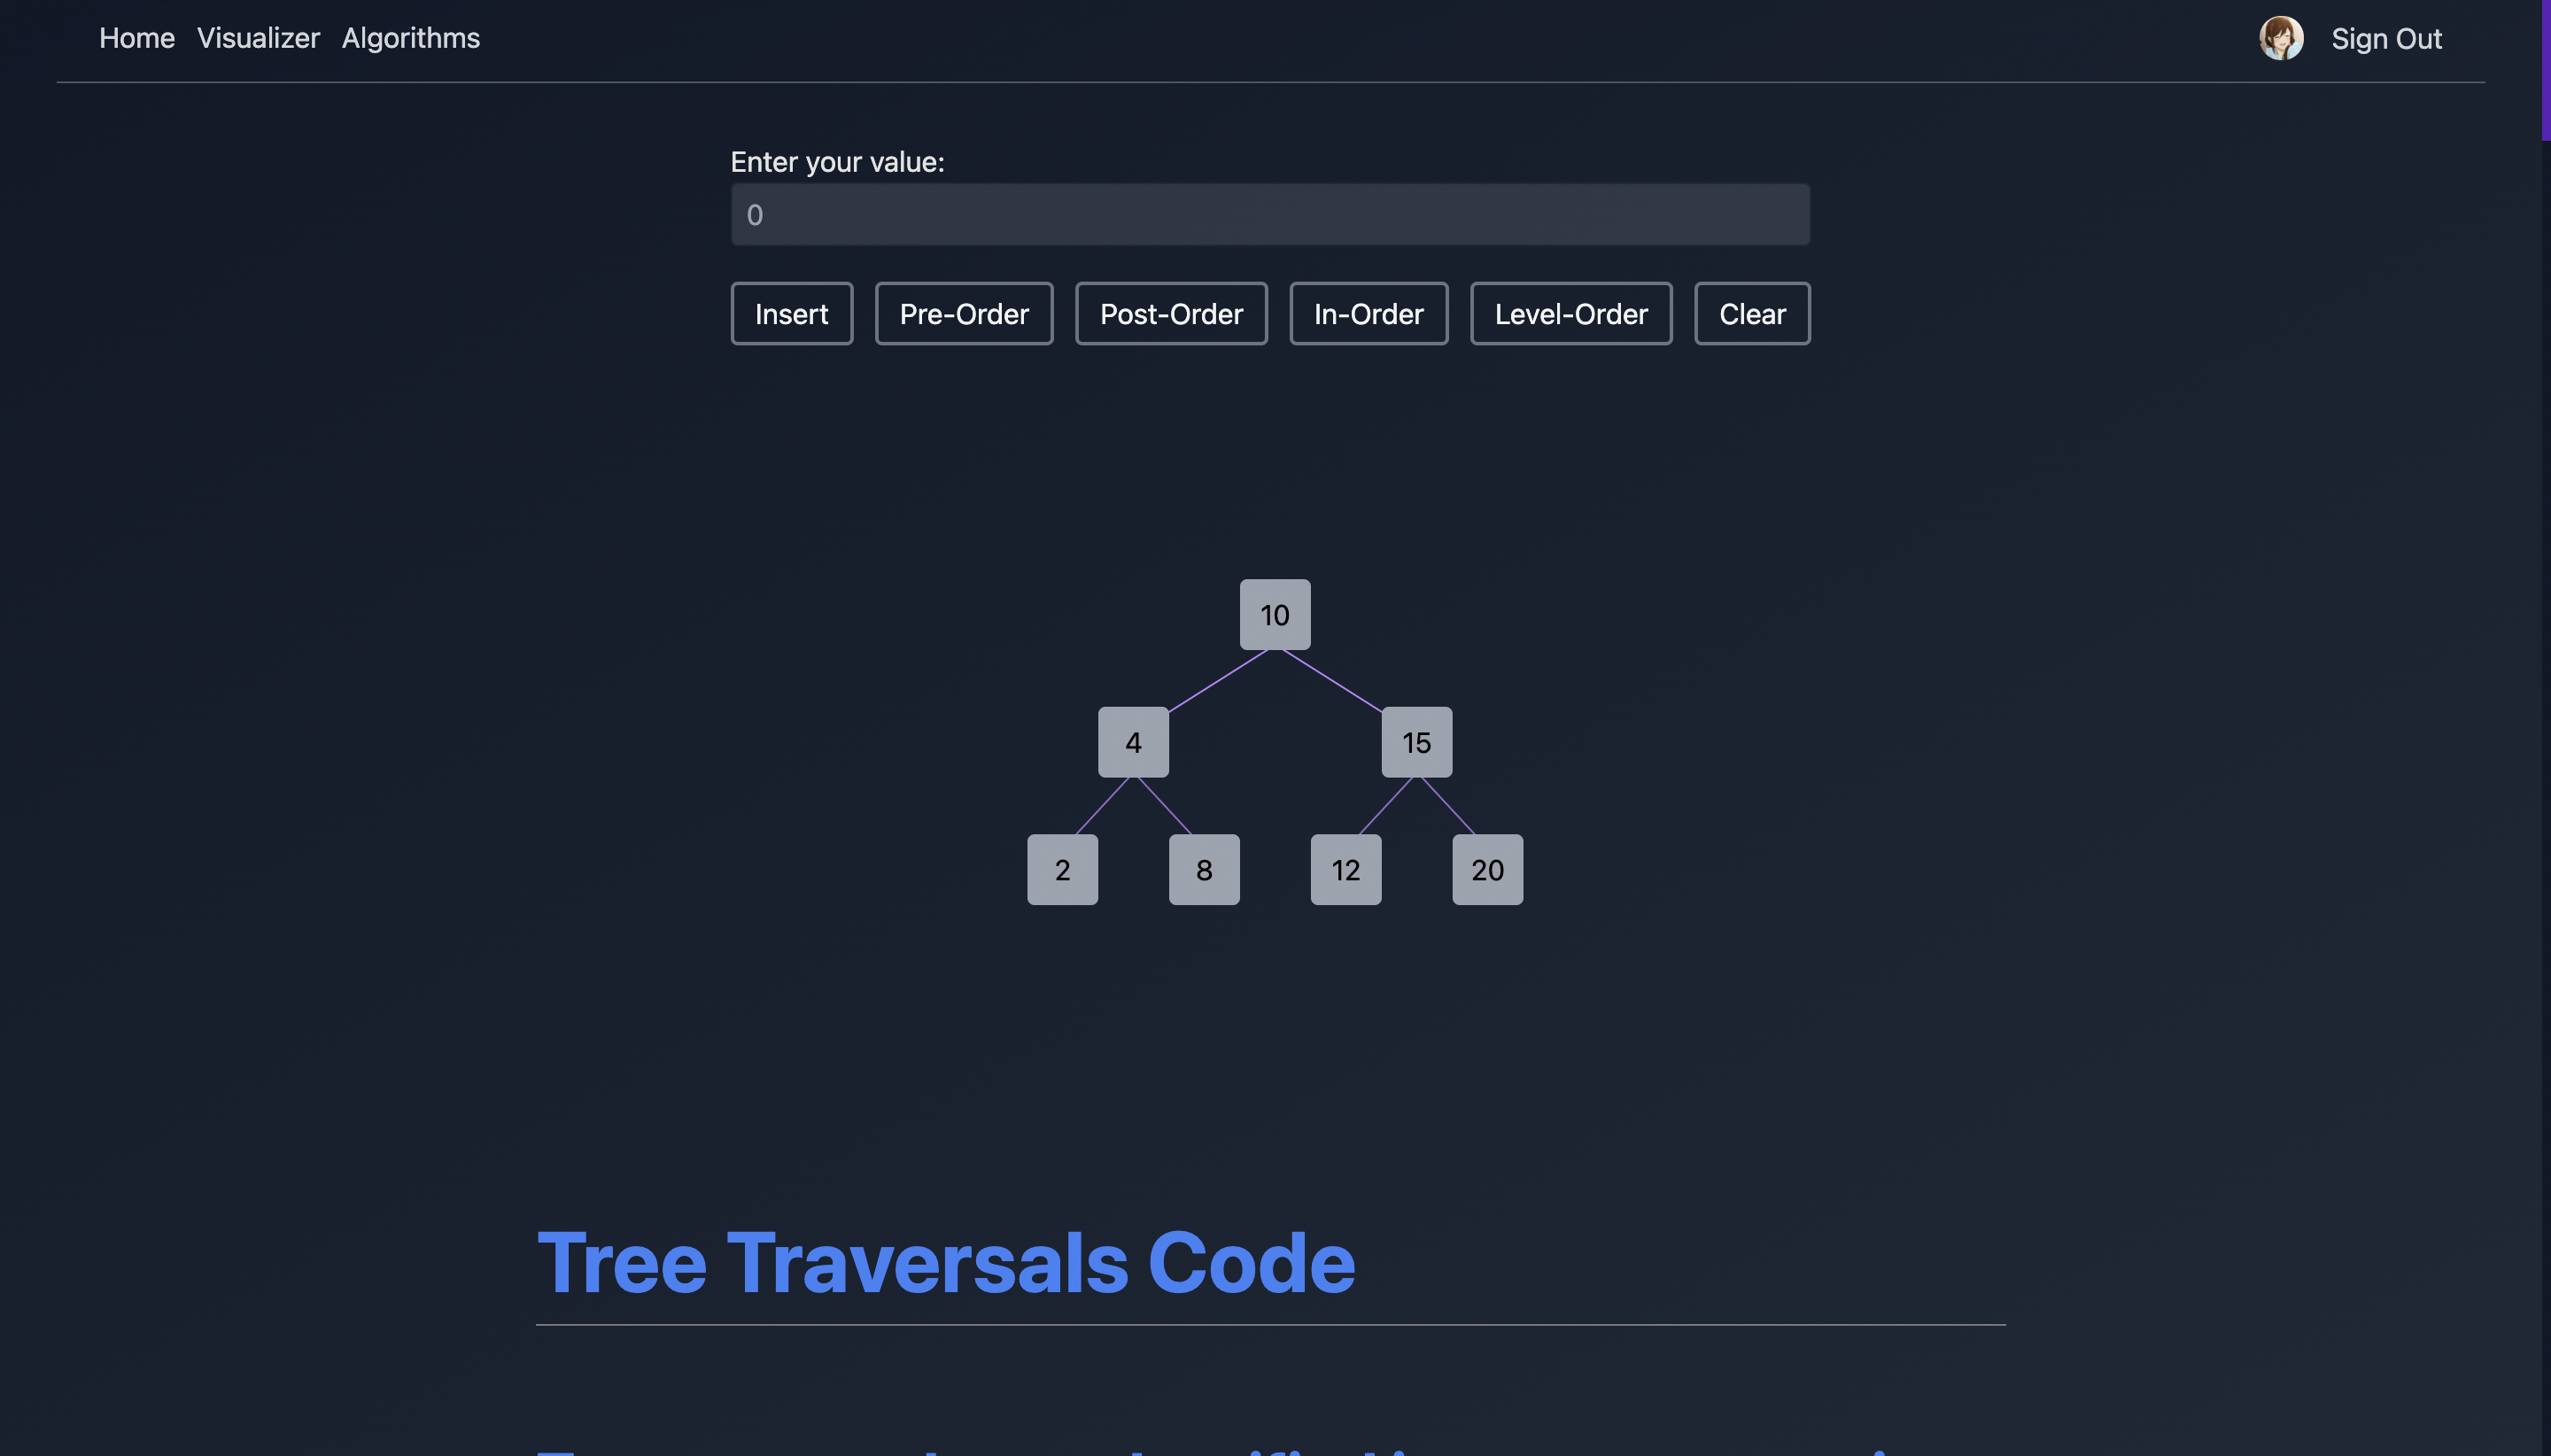 Home Visualizer Algorithms Sign Out
Enter your value:
0
Insert Pre-Order Post-Order In-Order Level-Order Clear
10
4 15
2 8 12 20
Tree Traversals Code